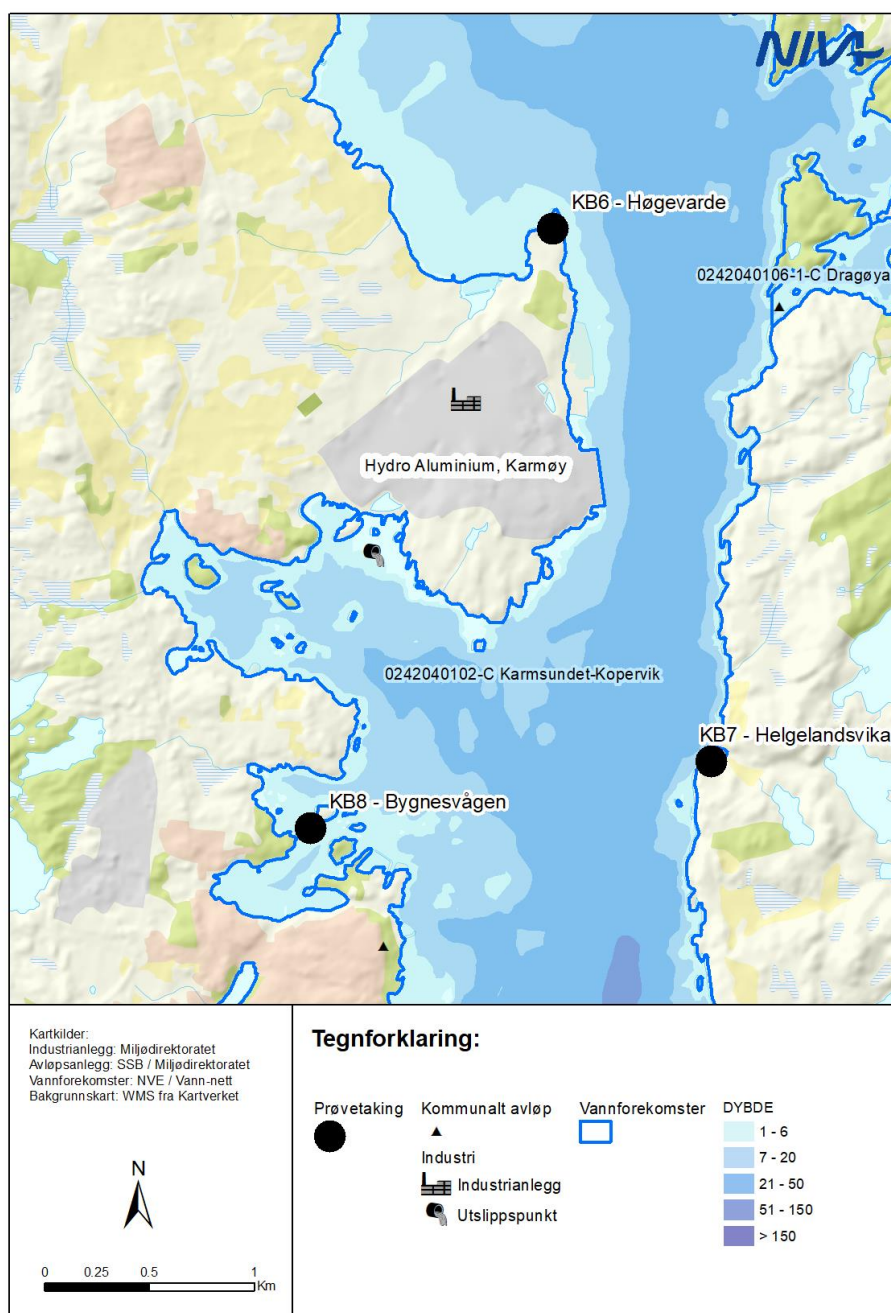 NIVA
KB6 - Høgevarde
0242040106-1-C Dragøya
Hydro Aluminium, Karmøy
0242040102-C Karmsundet-Kopervik
KB7 - Helgelandsvika
KB8 - Bygnesvågen
Kartkilder:
Industrianlegg: Miljødirektoratet
Avløpsanlegg: SSB / Miljødirektoratet
Vannforekomster: NVE / Vann-nett
Bakgrunnskart: WMS fra Kartverket
N
0 0.25 0.5 1
Km
Tegnforklaring:
Prøvetaking
Kommunalt avløp
Industri
Industrianlegg
Utslippspunkt
Vannforekomster
DYBDE
1 - 6
7 - 20
21 - 50
51 - 150
> 150